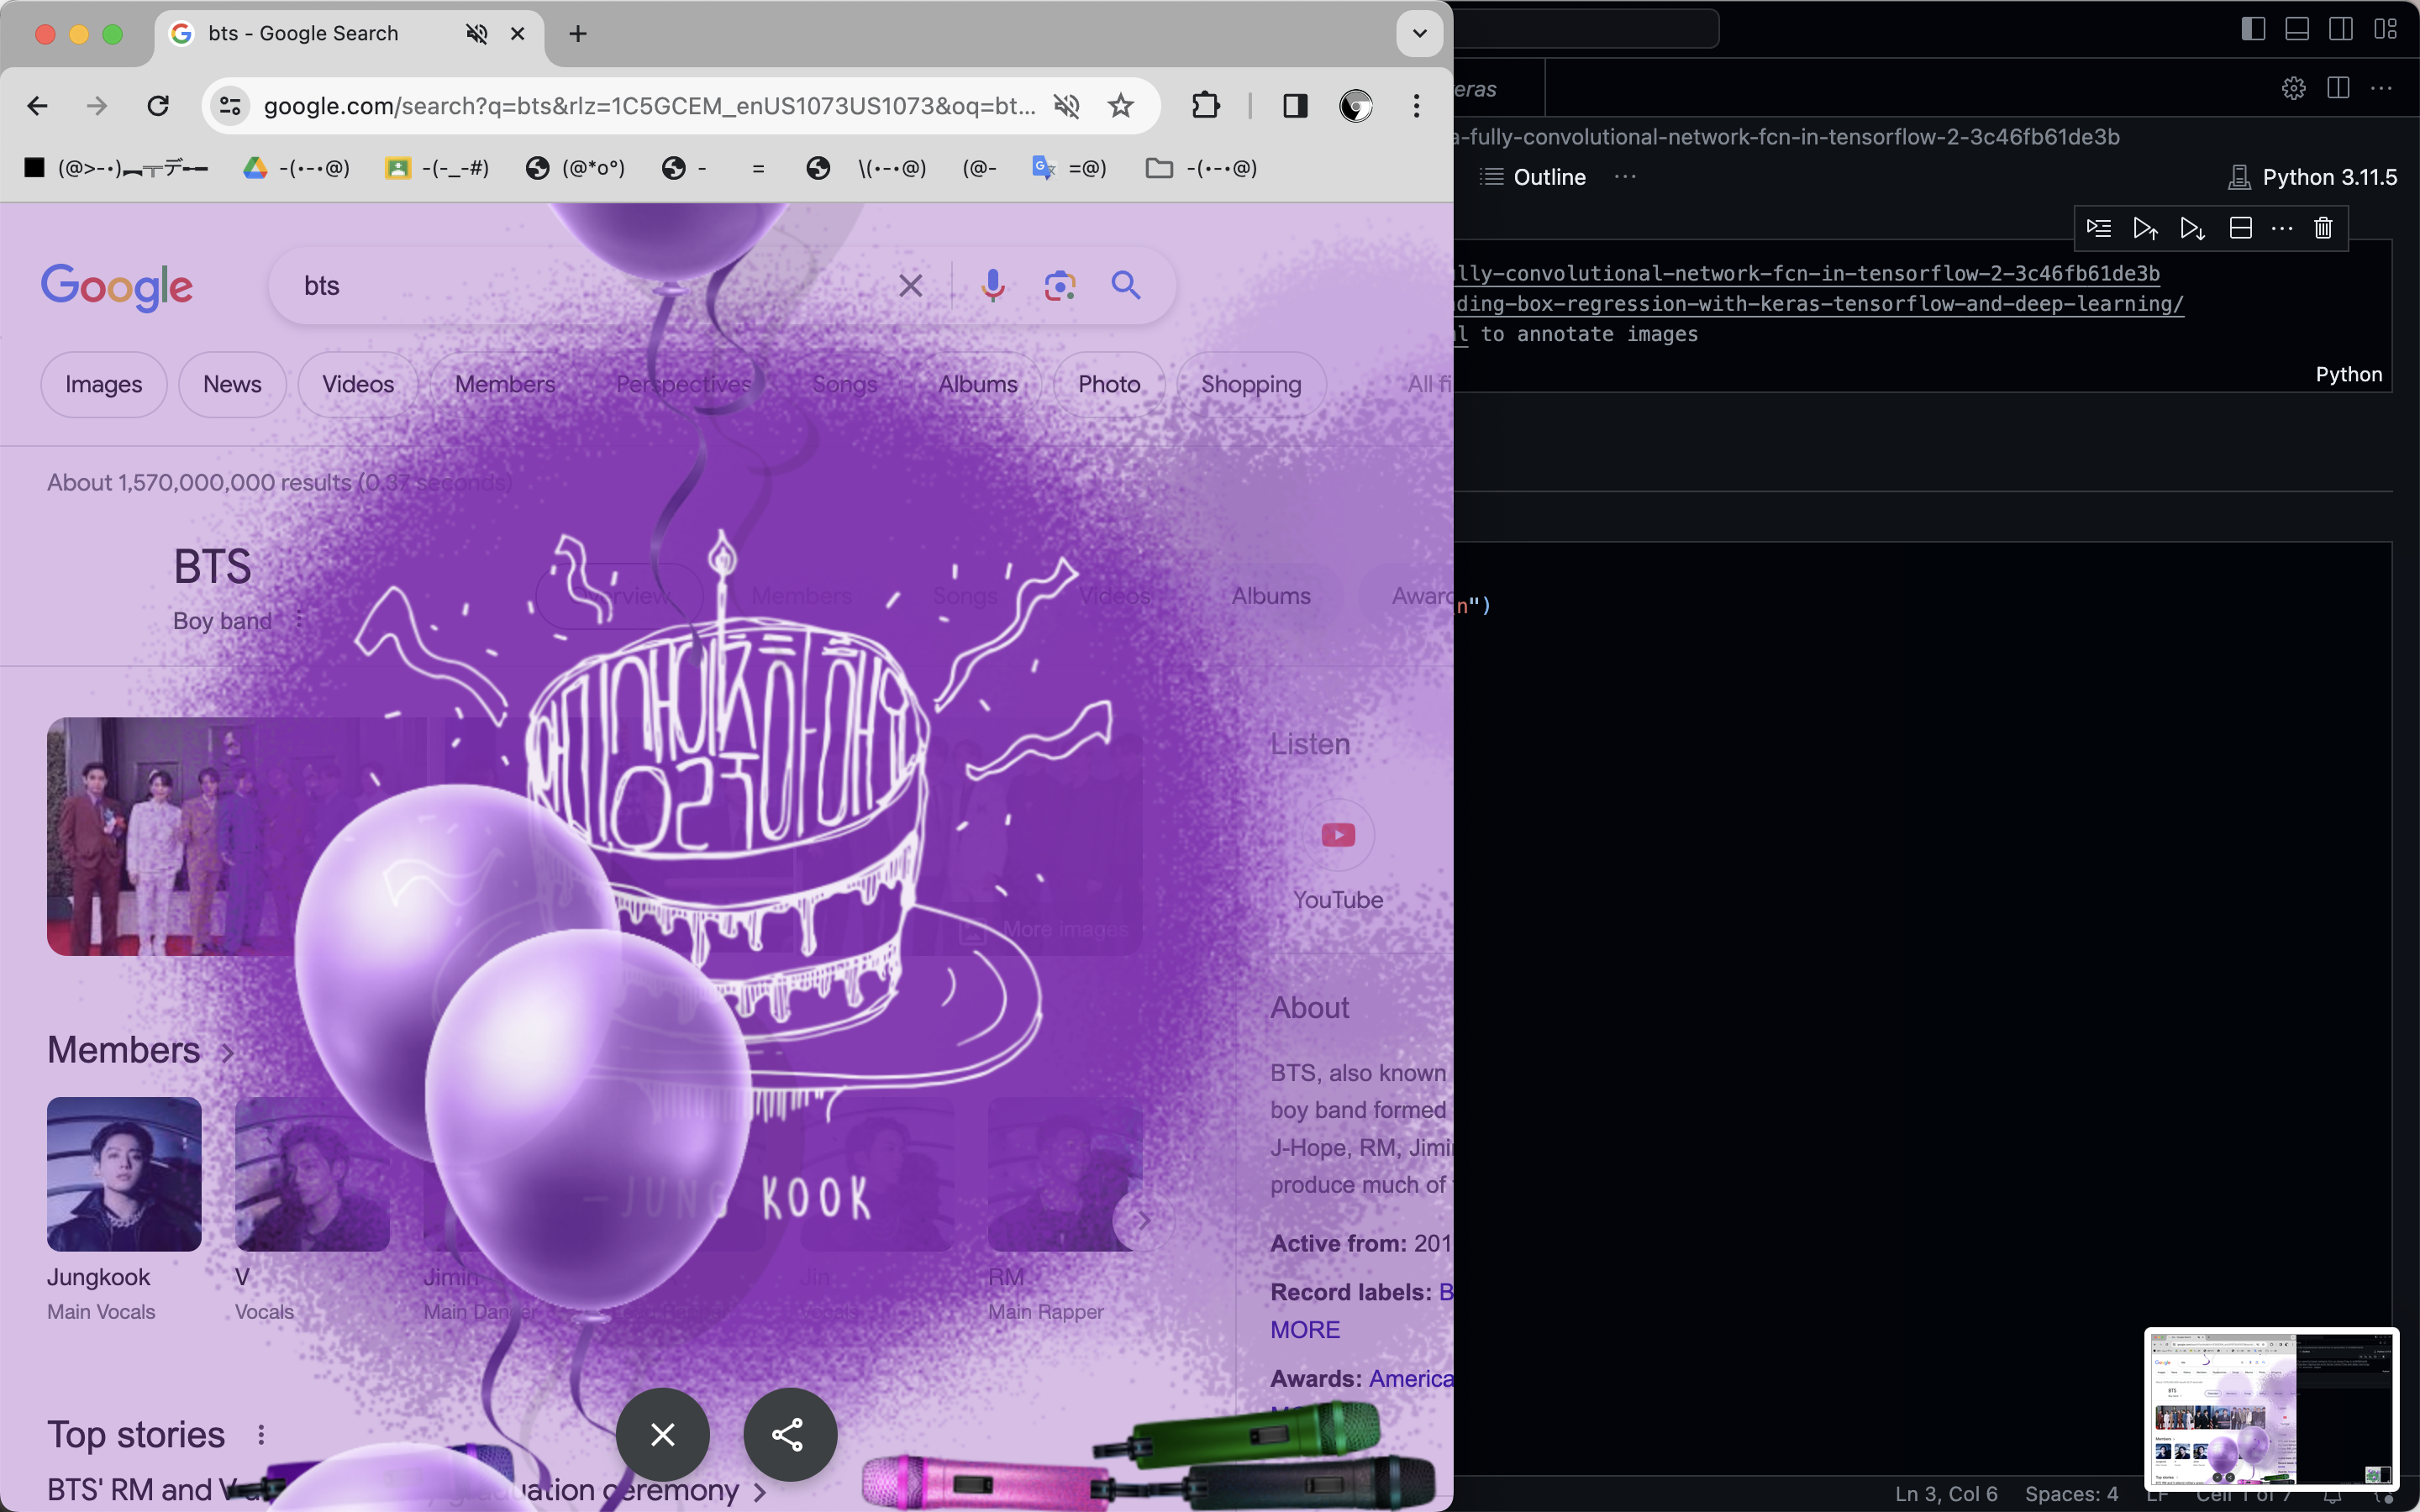 bts - Google Search
google.com/search?q=bts&rlz=1C5GCEM_enUS1073US1073&oq=bt...
(@>-•)︻╦デ╾━ -(•-•@) -(-_-#) (@*o°) - = \(•-•@) (@- =@) -(•-•@)
Google bts
Images News Videos Members Perspectives Songs Albums Photo Shopping All fi
About 1,570,000,000 results (0.37 seconds)
BTS
Boy band
Overview Members Songs Videos Albums Award
More images
Listen
YouTube
Members
JUNG KOOK
Jungkook V Jimin Jin RM
Main Vocals Vocals Main Dancer Main Rapper
About
BTS, also known
boy band formed
J-Hope, RM, Jimi
produce much of
Active from: 201
Record labels: B
MORE
Awards: America
Top stories
BTS' RM and V graduation ceremony
eras
a-fully-convolutional-network-fcn-in-tensorflow-2-3c46fb61de3b
Outline
Python 3.11.5
lly-convolutional-network-fcn-in-tensorflow-2-3c46fb61de3b
ding-box-regression-with-keras-tensorflow-and-deep-learning/
l to annotate images
Python
n")
Ln 3, Col 6 Spaces: 4 LF Cell 1 of 7